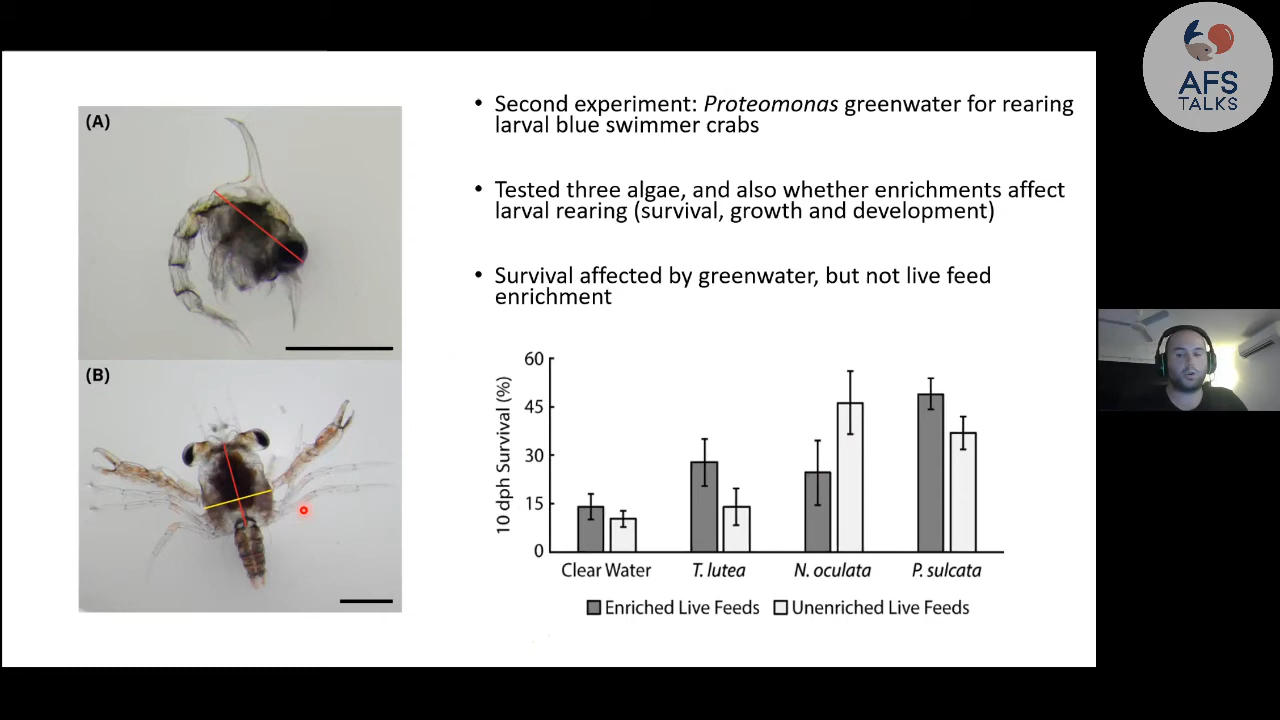 AFS
TALKS
(A)
(B)
• Second experiment: Proteomonas greenwater for rearing
larval blue swimmer crabs
• Tested three algae, and also whether enrichments affect
larval rearing (survival, growth and development)
• Survival affected by greenwater, but not live feed
enrichment
10 dph Survival (%)
60
45
30
15
0
Clear Water T. lutea N. oculata P. sulcata
Enriched Live Feeds Unenriched Live Feeds